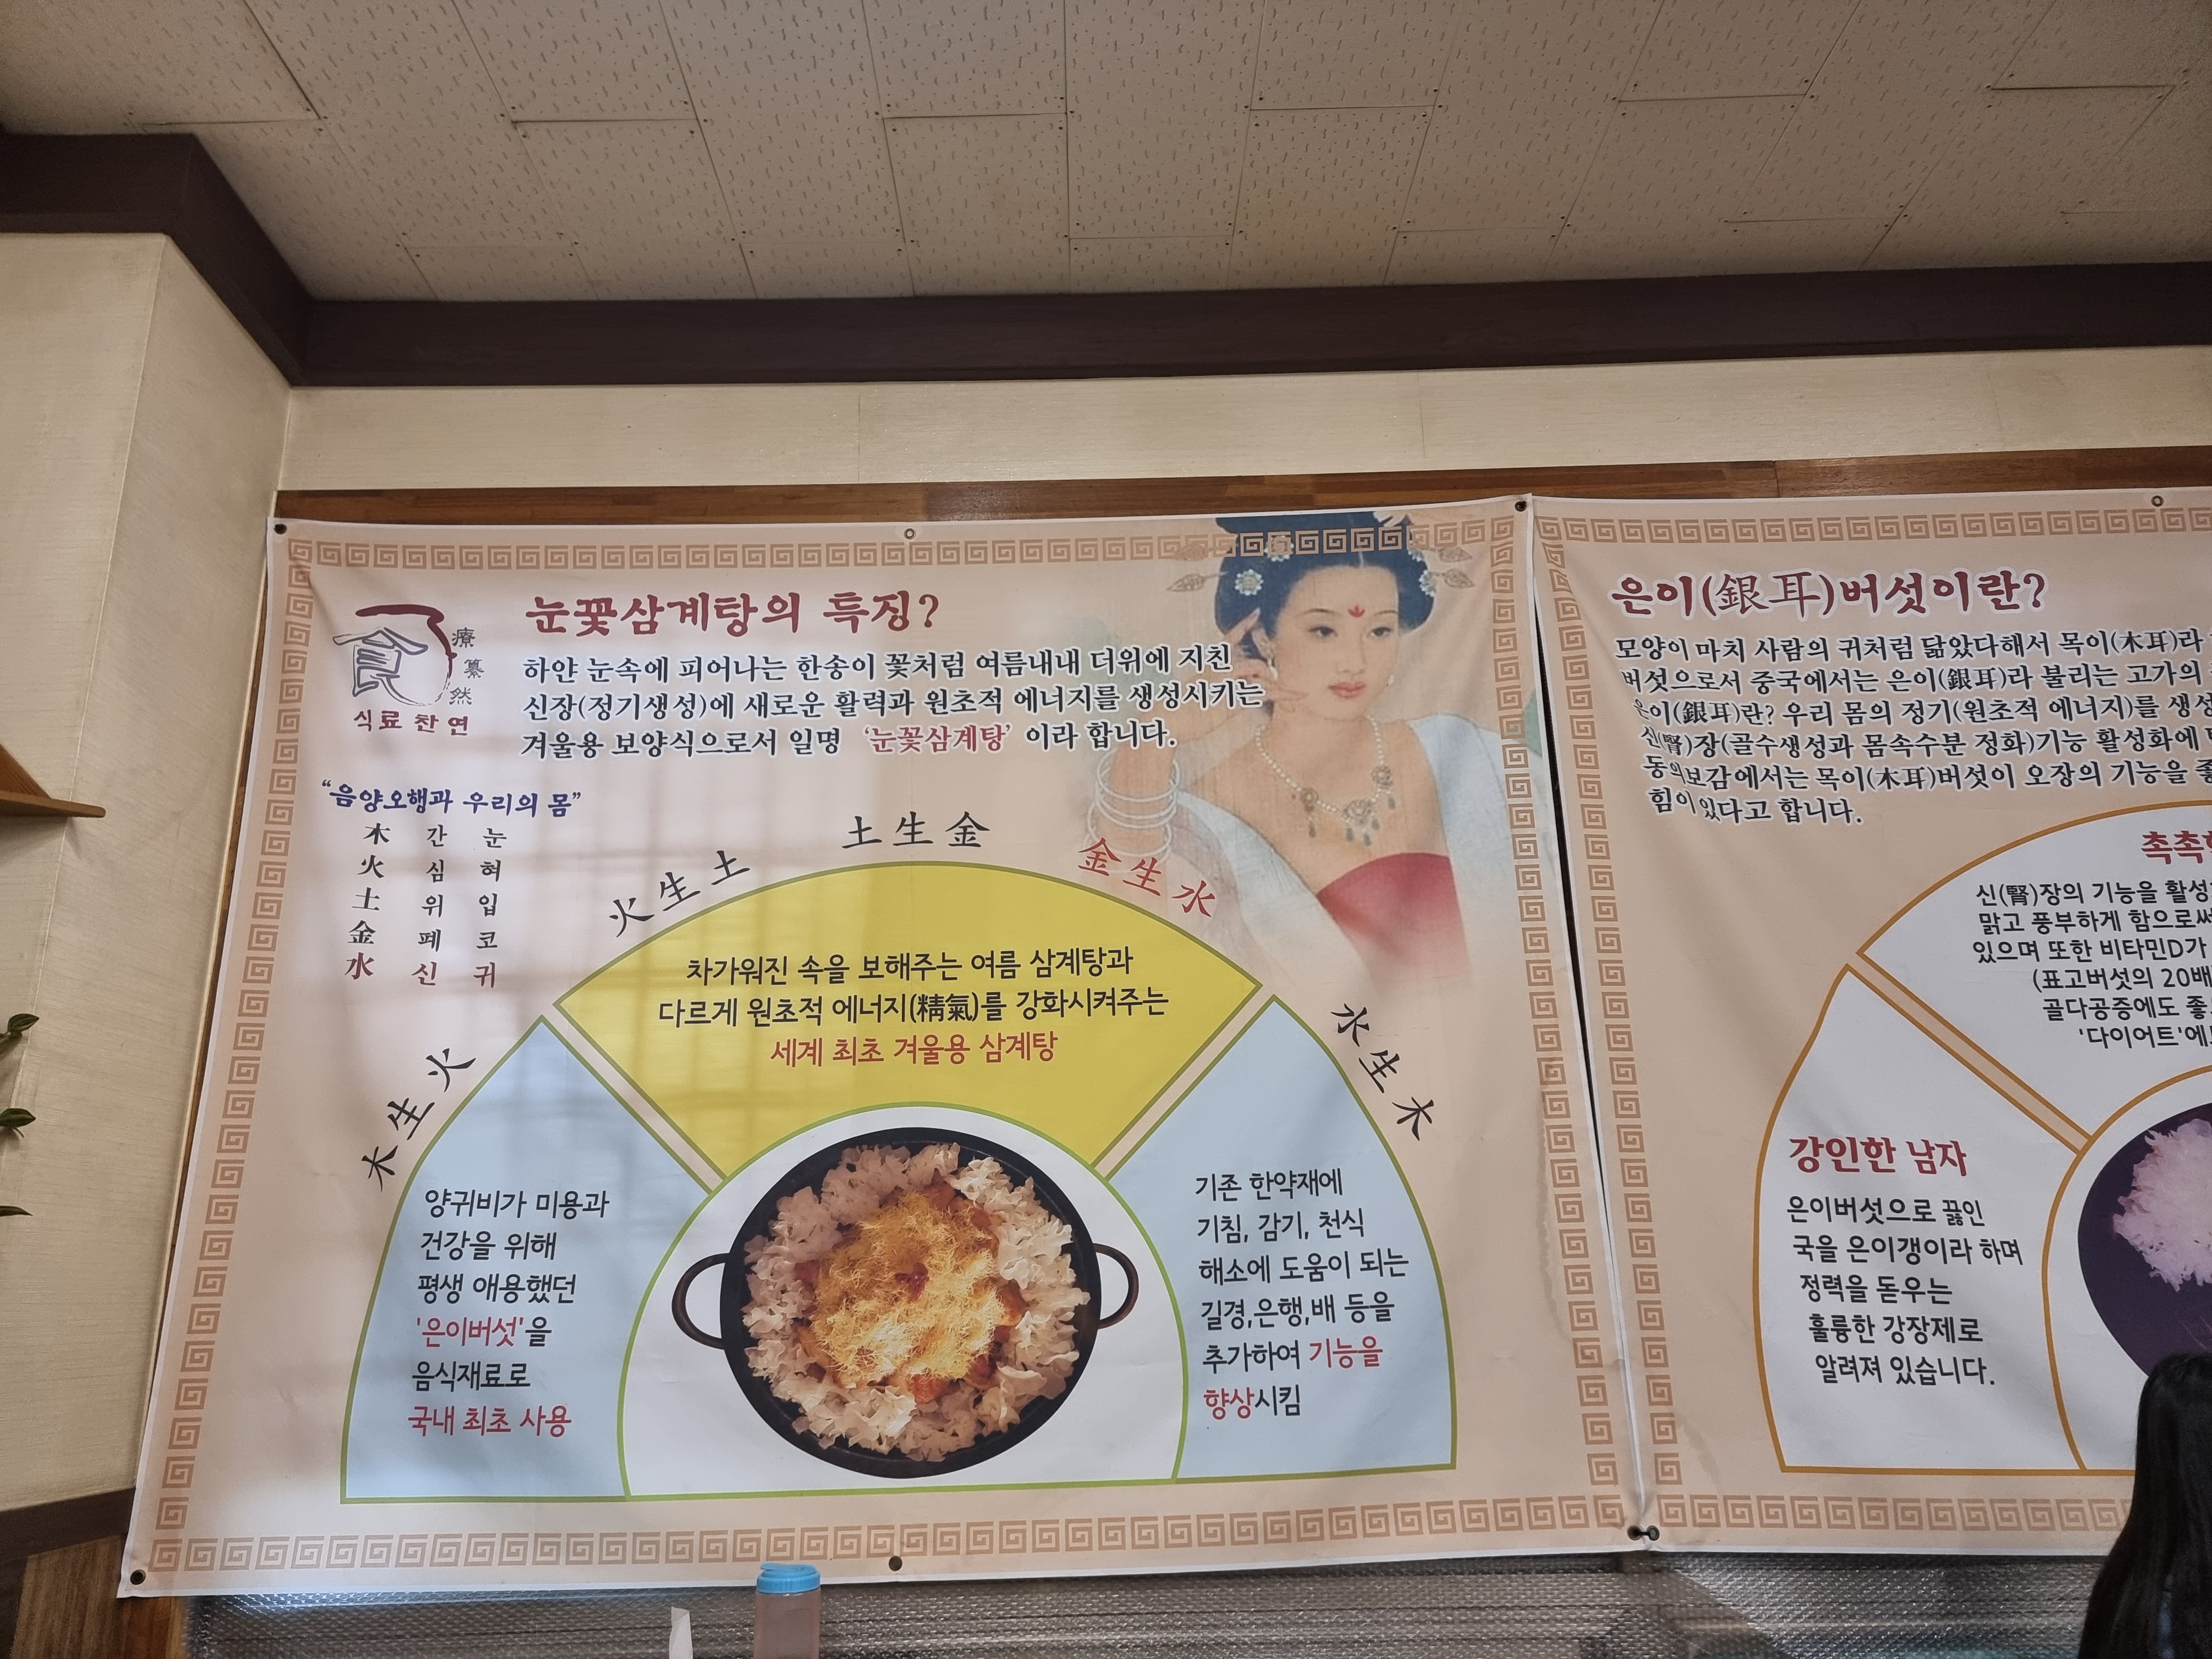 食
療
纂
然
식료찬연
눈꽃삼계탕의 특징?
하얀 눈속에 피어나는 한송이 꽃처럼 여름내내 더위에 지친
신장(정기생성)에 새로운 활력과 원초적 에너지를 생성시키는
겨울용 보양식으로서 일명 ‘눈꽃삼계탕’ 이라 합니다.
“음양오행과 우리의 몸”
木 간 눈
火 심 혀
土 위 입
金 폐 코
水 신 귀
木生火
火生土
土生金
金生水
水生木
차가워진 속을 보해주는 여름 삼계탕과
다르게 원초적 에너지(精氣)를 강화시켜주는
세계 최초 겨울용 삼계탕
양귀비가 미용과
건강을 위해
평생 애용했던
'은이버섯'을
음식재료로
국내 최초 사용
기존 한약재에
기침, 감기, 천식
해소에 도움이 되는
길경,은행,배 등을
추가하여 기능을
향상시킴
은이(銀耳)버섯이란?
모양이 마치 사람의 귀처럼 닮았다해서 목이(木耳)라
버섯으로서 중국에서는 은이(銀耳)라 불리는 고가의
은이(銀耳)란? 우리 몸의 정기(원초적 에너지)를
신(腎)장(골수생성과 몸속수분 정화)기능 활성화에
동의보감에서는 목이(木耳)버섯이 오장의 기능을
힘이있다고 합니다.
신(腎)장의 기능을
맑고 풍부하게 함으로써
있으며 또한 비타민D가
(표고버섯의 20배
골다공증에도
'다이어트'에
강인한 남자
은이버섯으로 끓인
국을 은이갱이라 하며
정력을 돋우는
훌륭한 강장제로
알려져 있습니다.